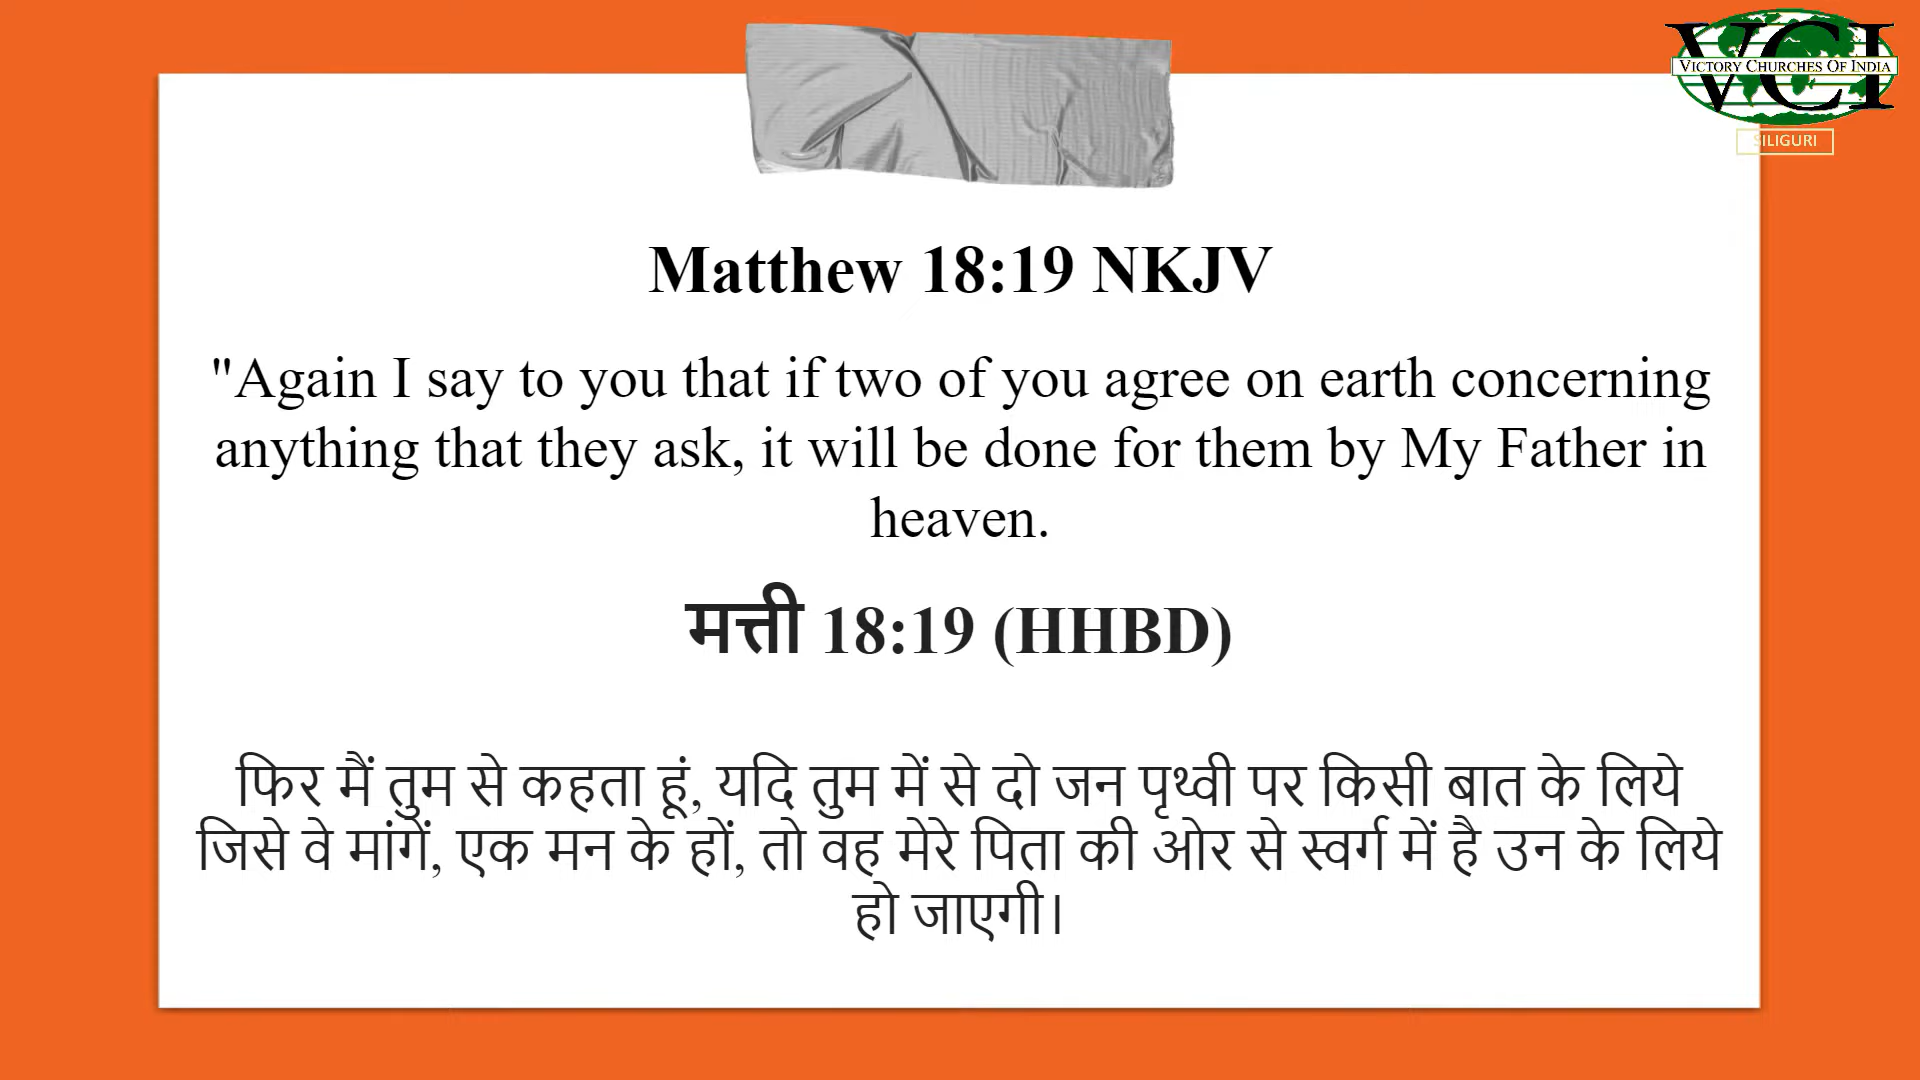 VCI
VICTORY CHURCHES OF INDIA
SILIGURI
Matthew 18:19 NKJV
"Again I say to you that if two of you agree on earth concerning
anything that they ask, it will be done for them by My Father in
heaven.
मत्ती 18:19 (HHBD)
फिर मैं तुम से कहता हूं, यदि तुम में से दो जन पृथ्वी पर किसी बात के लिये
जिसे वे मांगें, एक मन के हों, तो वह मेरे पिता की ओर से स्वर्ग में है उन के लिये
हो जाएगी।